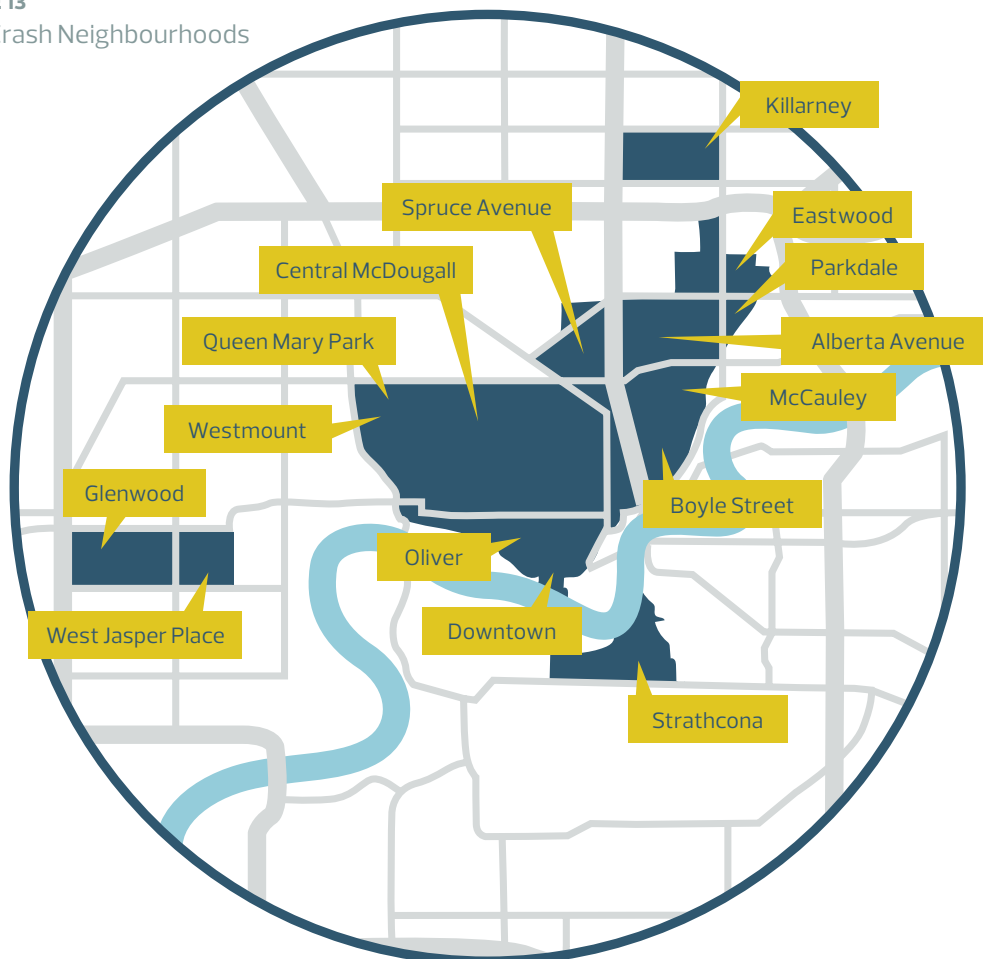 13
rash Neighbourhoods
Killarney
Spruce Avenue
Eastwood
Central McDougall
Parkdale
Queen Mary Park
Alberta Avenue
McCauley
Westmount
Glenwood
Boyle Street
Oliver
West Jasper Place
Downtown
Strathcona